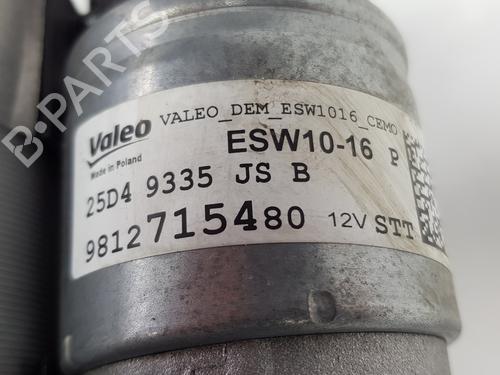 B-PARTS
Valeo
VALEO_DEM_ESW1016_CEMO
Made in Poland
ESW10-16 P
25D4 9335 JS B
9812715480 12V STT